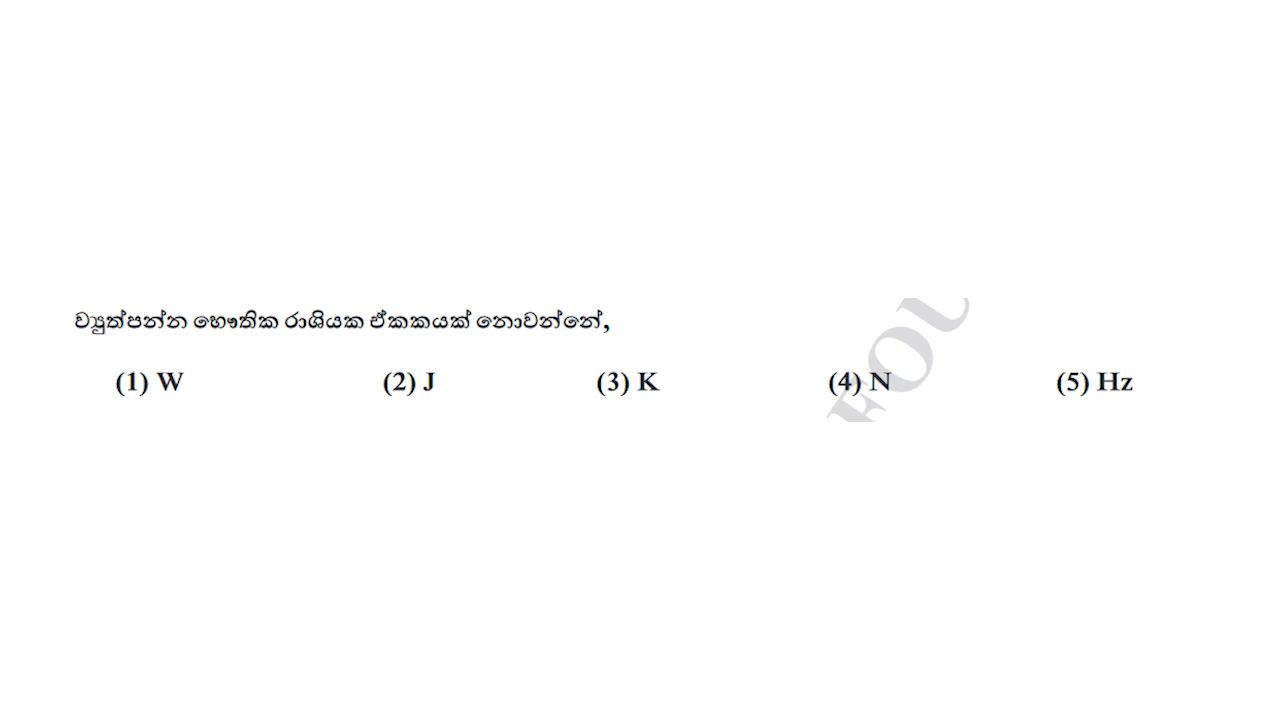 ව්‍යුත්පන්න භෞතික රාශියක ඒකකයක් නොවන්නේ,
(1) W (2) J (3) K (4) N (5) Hz